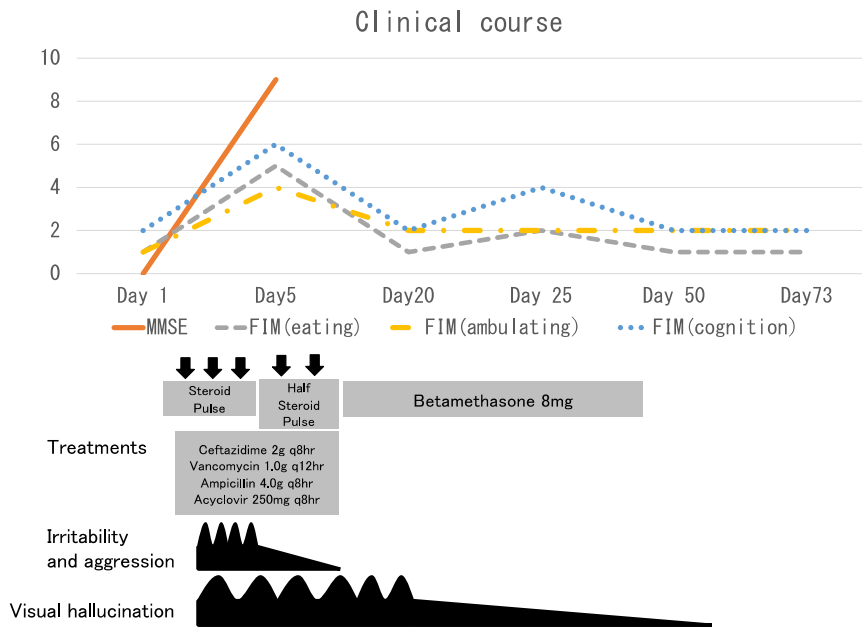 Clinical course
10
8
6
4
2
0
Day 1 Day5 Day20 Day 25 Day 50 Day73
MMSE FIM(eating) FIM(ambulating) FIM(cognition)
Steroid
Pulse
Half
Steroid
Pulse
Betamethasone 8mg
Treatments
Ceftazidime 2g q8hr
Vancomycin 1.0g q12hr
Ampicillin 4.0g q8hr
Acyclovir 250mg q8hr
Irritability
and aggression
Visual hallucination